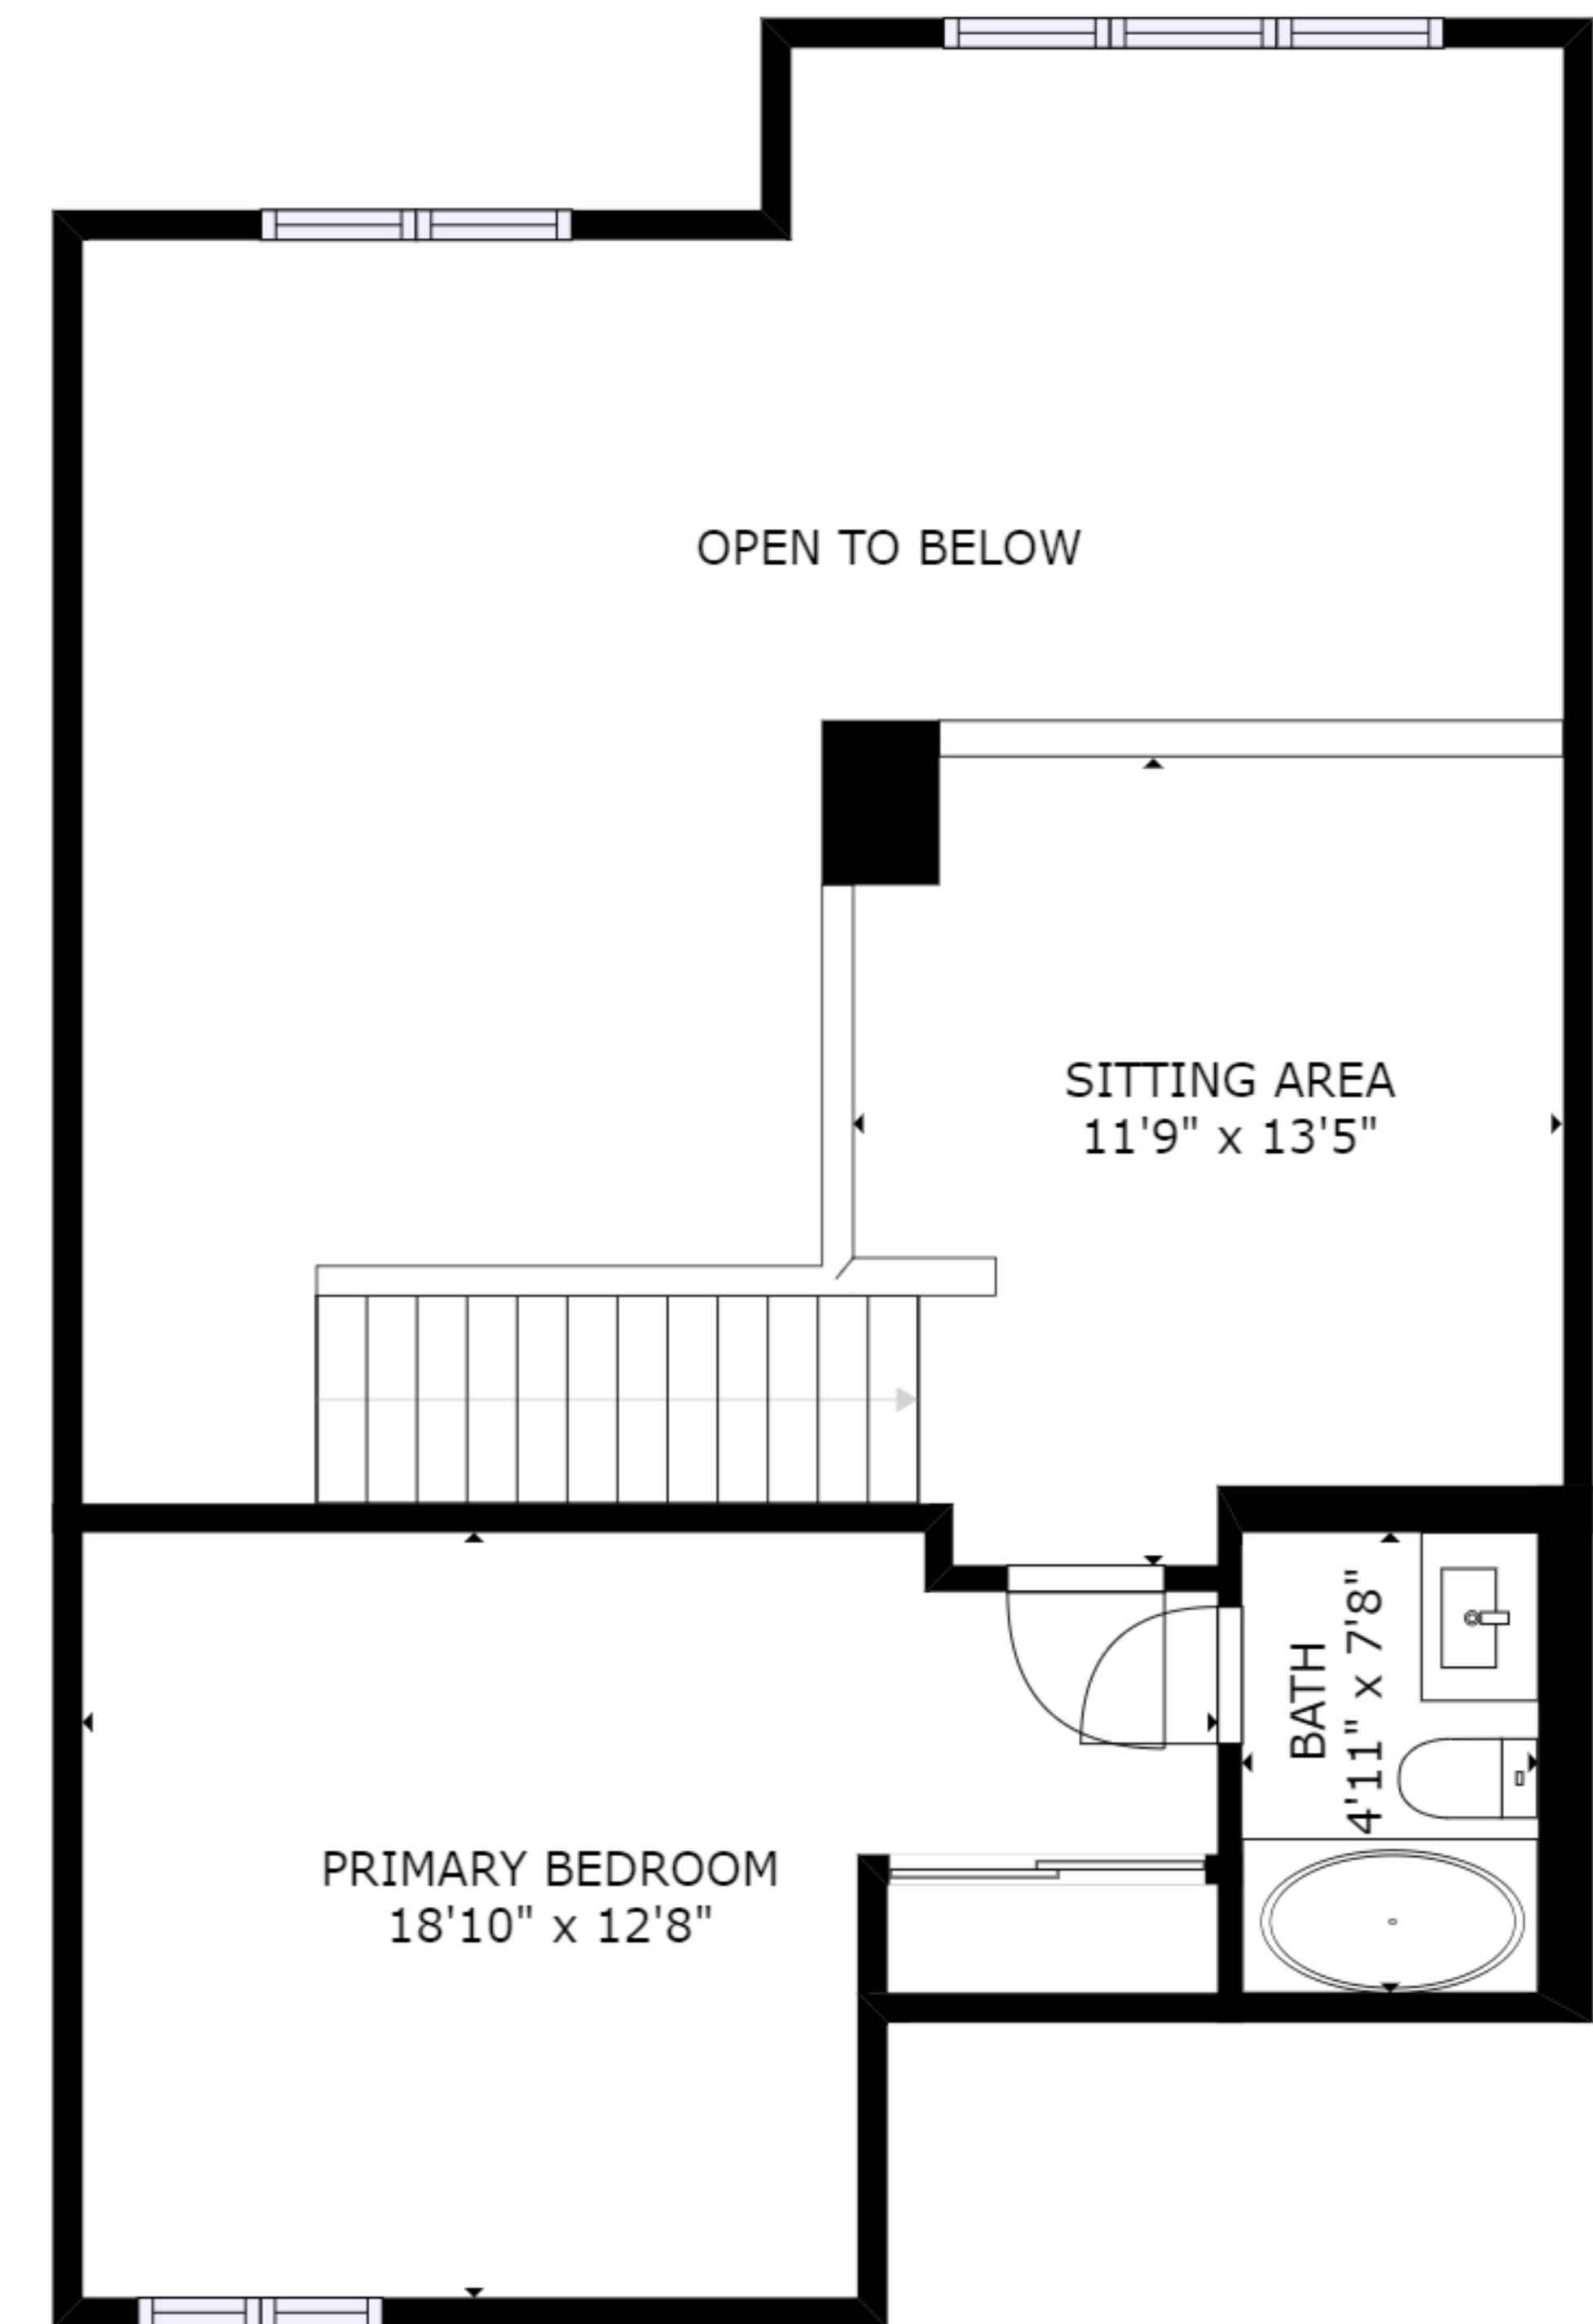 OPEN TO BELOW
SITTING AREA
11'9" x 13'5"
BATH
4'11" x 7'8"
PRIMARY BEDROOM
18'10" x 12'8"